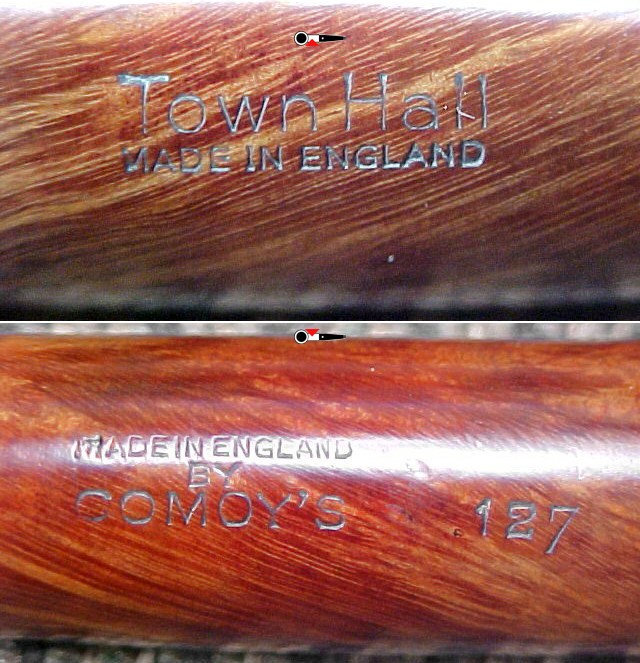 Town Hall
MADE IN ENGLAND
MADE IN ENGLAND
BY
COMOY'S
127